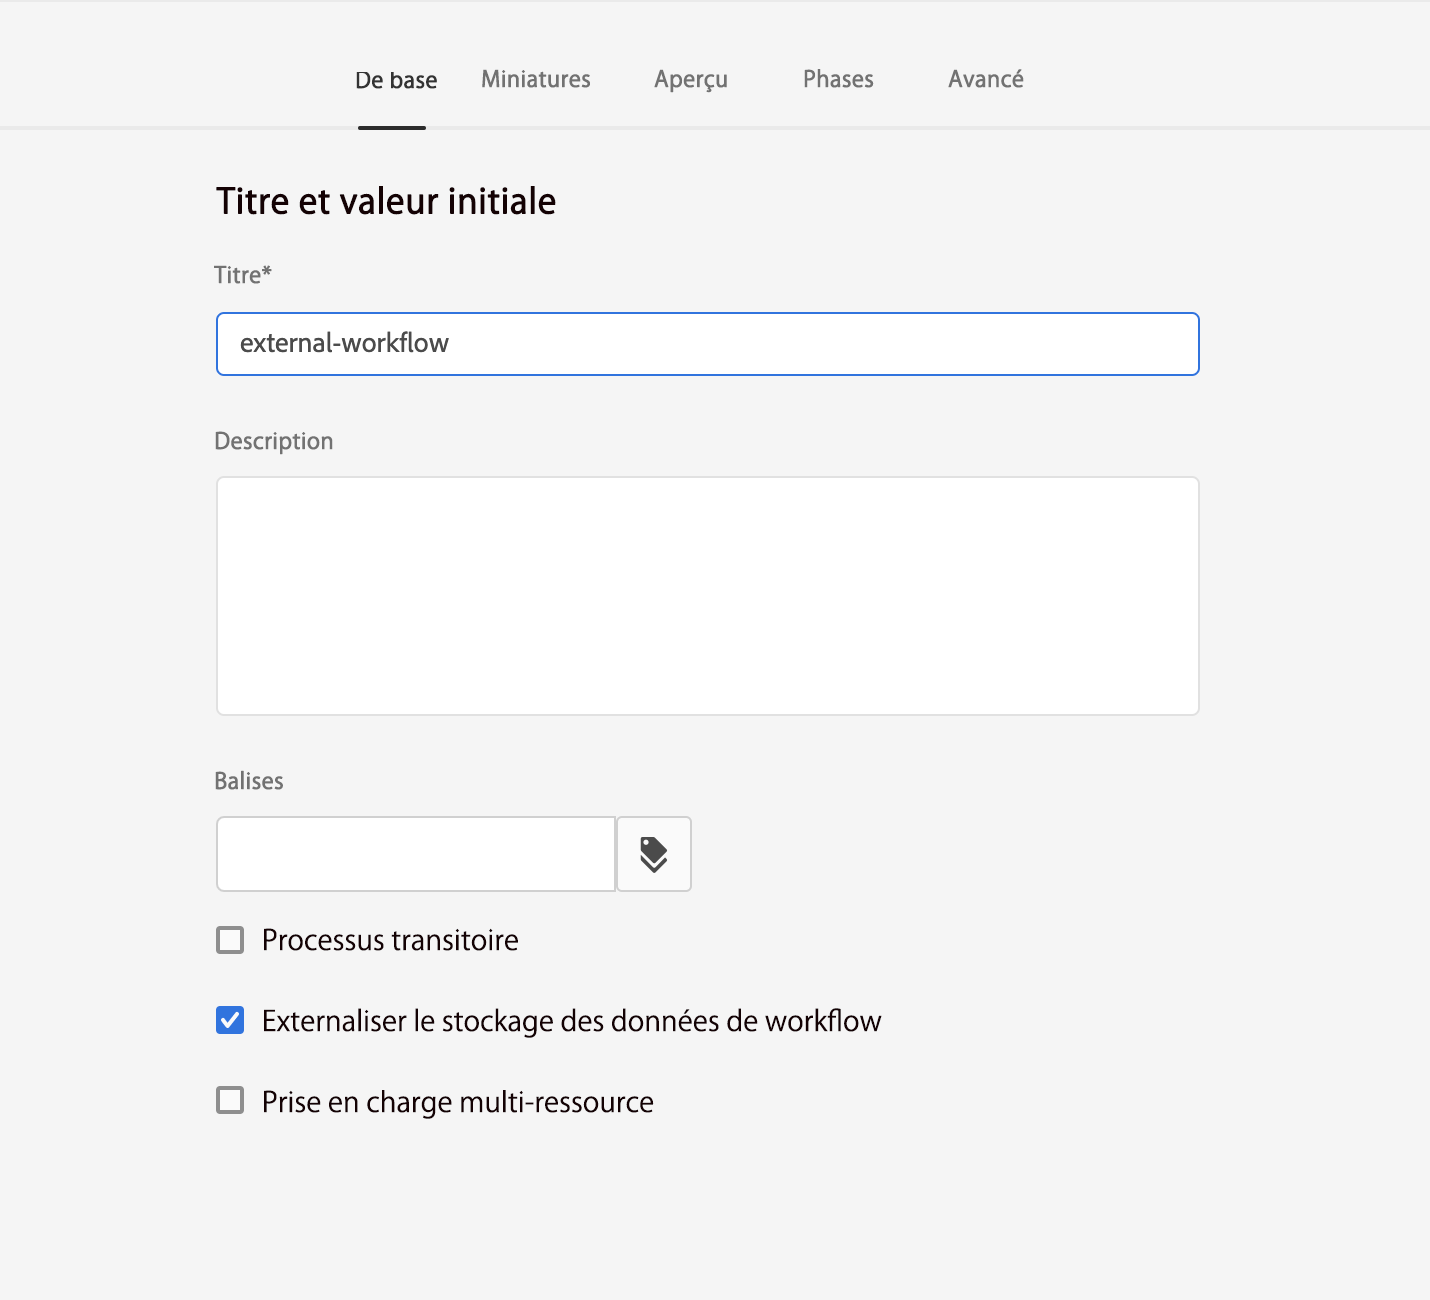 De base Miniatures Aperçu Phases Avancé
Titre et valeur initiale
Titre*
external-workflow
Description
Balises
Processus transitoire
Externaliser le stockage des données de workflow
Prise en charge multi-ressource